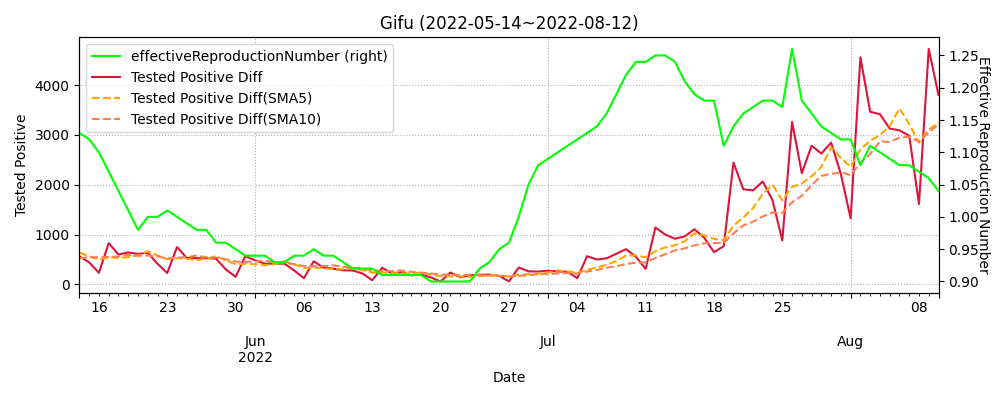 Gifu (2022-05-14~2022-08-12)
effectiveReproductionNumber (right)
Tested Positive Diff
Tested Positive Diff(SMA5)
Tested Positive Diff(SMA10)
Tested Positive
4000
3000
2000
1000
0
1.25
1.20
1.15
1.10
1.05
1.00
0.95
0.90
Effective Reproduction Number
16 23 30 06 13 20 27 04 11 18 25 08
Jun Jul Aug
2022
Date